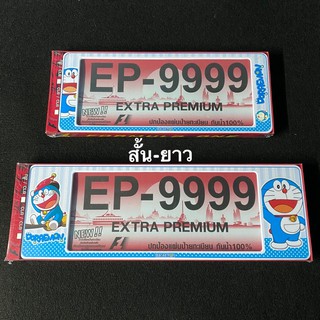 Doraemon
EP-9999
NEW!!
EXTRA PREMIUM
ปกป้องแผ่นป้ายทะเบียน กันน้ำ100%
สั้น-ยาว
EP-9999
NEW!!
EXTRA PREMIUM
F1
ปกป้องแผ่นป้ายทะเบียน กันน้ำ100%
DORAEMON